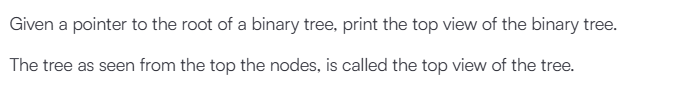 Given a pointer to the root of a binary tree, print the top view of the binary tree.
The tree as seen from the top the nodes, is called the top view of the tree.